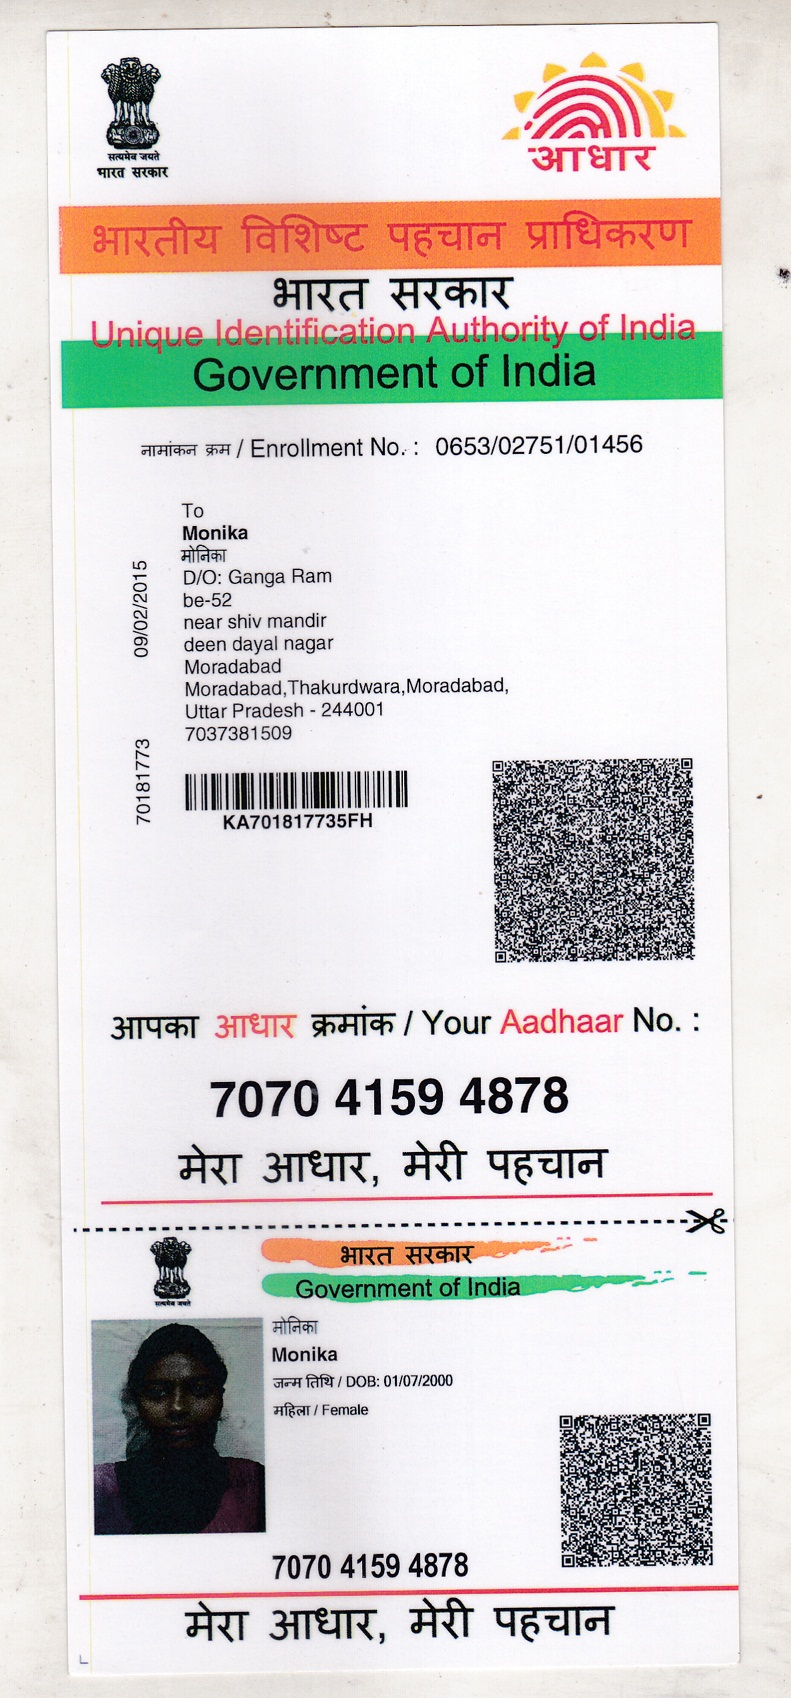 सत्यमेव जयते
भारत सरकार
आधार
भारतीय विशिष्ट पहचान प्राधिकरण
भारत सरकार
Unique Identification Authority of India
Government of India
नामांकन क्रम / Enrollment No. : 0653/02751/01456
To
Monika
मोनिका
D/O: Ganga Ram
be-52
near shiv mandir
deen dayal nagar
Moradabad
Moradabad,Thakurdwara,Moradabad,
Uttar Pradesh - 244001
7037381509
09/02/2015
70181773
KA701817735FH
आपका आधार क्रमांक / Your Aadhaar No. :
7070 4159 4878
मेरा आधार, मेरी पहचान
सत्यमेव जयते
भारत सरकार
Government of India
मोनिका
Monika
जन्म तिथि / DOB: 01/07/2000
महिला / Female
7070 4159 4878
मेरा आधार, मेरी पहचान